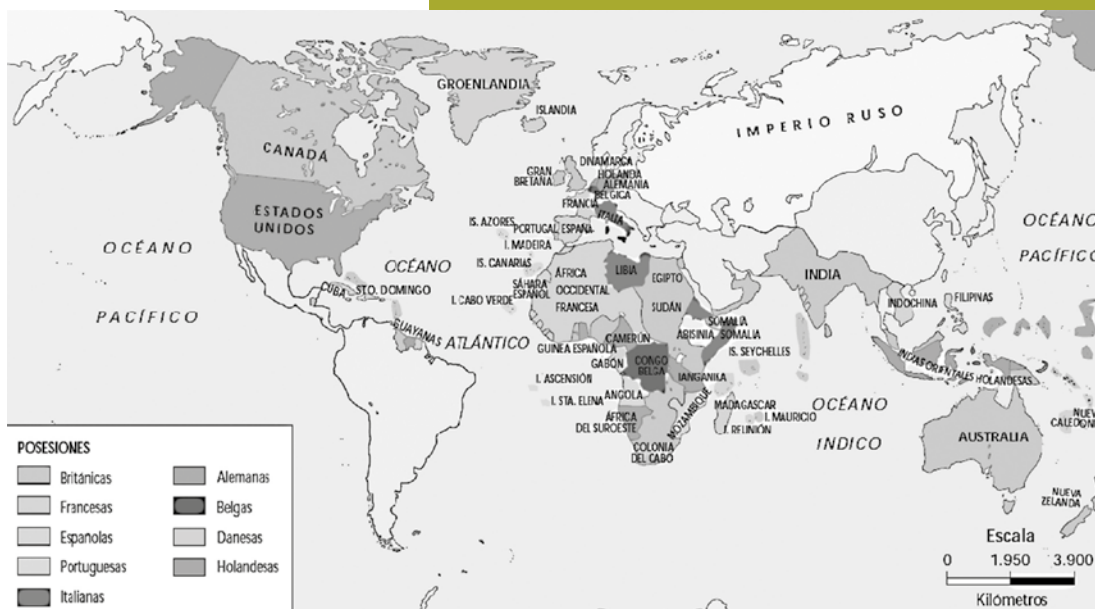 GROENLANDIA
ISLANDIA
IMPERIO RUSO
CANADÁ
DINAMARCA
HOLANDA
GRAN
BRETAÑA
ALEMANIA
BELGICA
FRANCIA
ITALIA
ESTADOS
UNIDOS
IS. AZORES
PORTUGAL
ESPAÑA
I. MADEIRA
OCÉANO
PACÍFICO
OCÉANO
ATLÁNTICO
OCÉANO
PACÍFICO
IS. CANARIAS
ÁFRICA
OCCIDENTAL
FRANCESA
LIBIA
EGIPTO
INDIA
SÁHARA
ESPAÑOL
CUBA
STO. DOMINGO
I. CABO VERDE
SUDÁN
INDOCHINA
FILIPINAS
GUAYANAS
SOMALIA
ABISINIA
SOMALIA
CAMERÚN
GUINEA ESPAÑOLA
GABÓN
CONGO
BELGA
IS. SEYCHELLES
INDIAS ORIENTALES HOLANDESAS
I. ASCENSIÓN
TANGANIKA
I. STA. ELENA
ANGOLA
MOZAMBIQUE
MADAGASCAR
I. MAURICIO
I. REUNIÓN
OCÉANO
ÍNDICO
ÁFRICA
DEL SUROESTE
COLONIA
DEL CABO
AUSTRALIA
NUEVA
ZELANDA
POSESIONES
Británicas
Francesas
Espanolas
Portuguesas
Italianas
Alemanas
Belgas
Danesas
Holandesas
Escala
0 1.950 3.900
Kilómetros